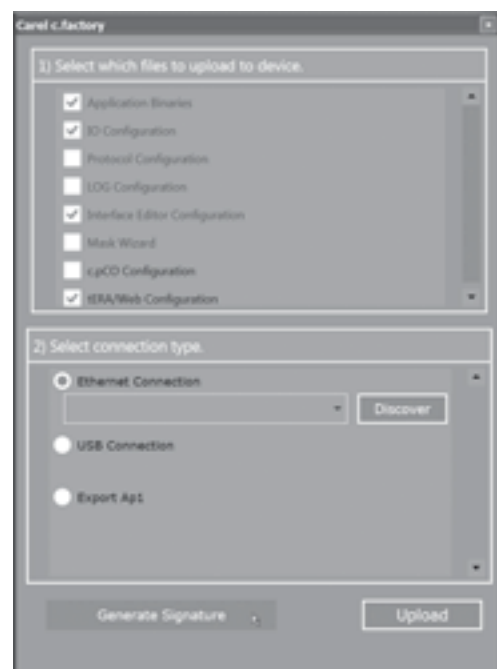 Carel c.factory
1) Select which files to upload to device.
Application Binaries
IO Configuration
Protocol Configuration
LOG Configuration
Interface Editor Configuration
Mask Wizard
c.pCO Configuration
tERA/Web Configuration
2) Select connection type.
Ethernet Connection
Discover
USB Connection
Export Ap1
Generate Signature
Upload